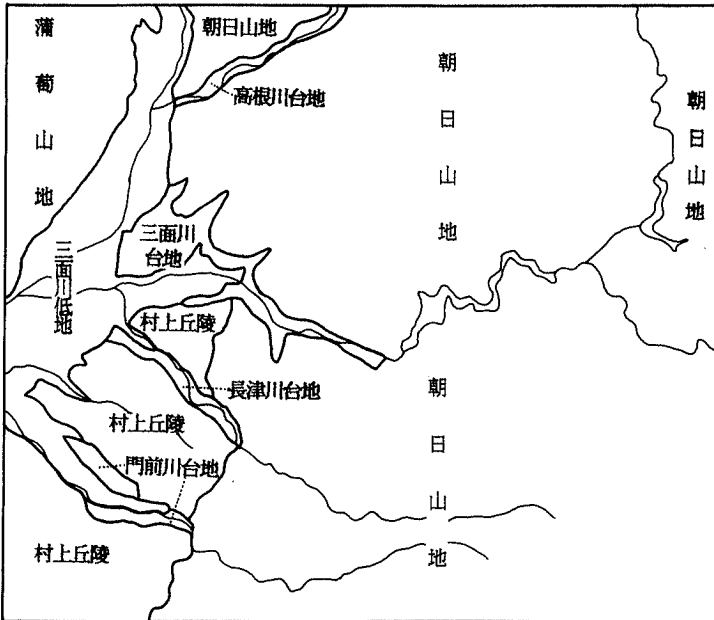 蒲萄山地
朝日山地
高根川台地
朝日山地
朝日山地
三面川
台地
三面川低地
村上丘陵
長津川台地
朝日山地
村上丘陵
門前川台地
村上丘陵